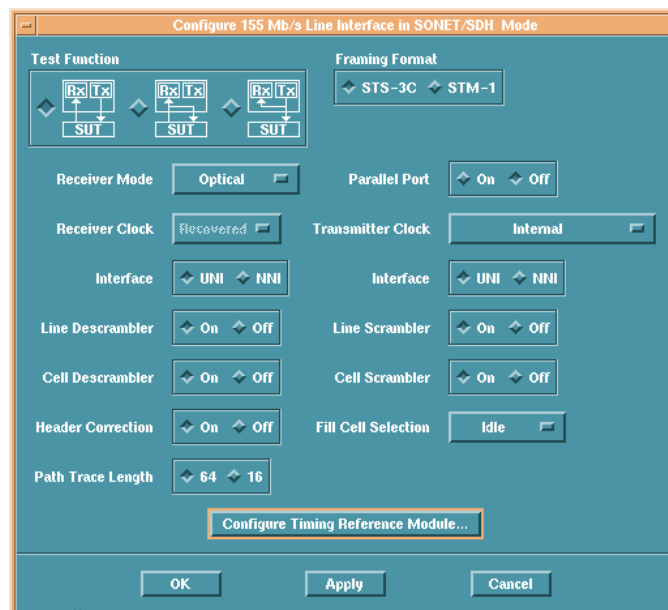 Configure 155 Mb/s Line Interface in SONET/SDH Mode
Test Function
Framing Format
Rx Tx Rx Tx Rx Tx
SUT SUT SUT
STS-3C STM-1
Receiver Mode Optical Parallel Port On Off
Receiver Clock Recovered Transmitter Clock Internal
Interface UNI NNI Interface UNI NNI
Line Descrambler On Off Line Scrambler On Off
Cell Descrambler On Off Cell Scrambler On Off
Header Correction On Off Fill Cell Selection Idle
Path Trace Length 64 16
Configure Timing Reference Module...
OK Apply Cancel